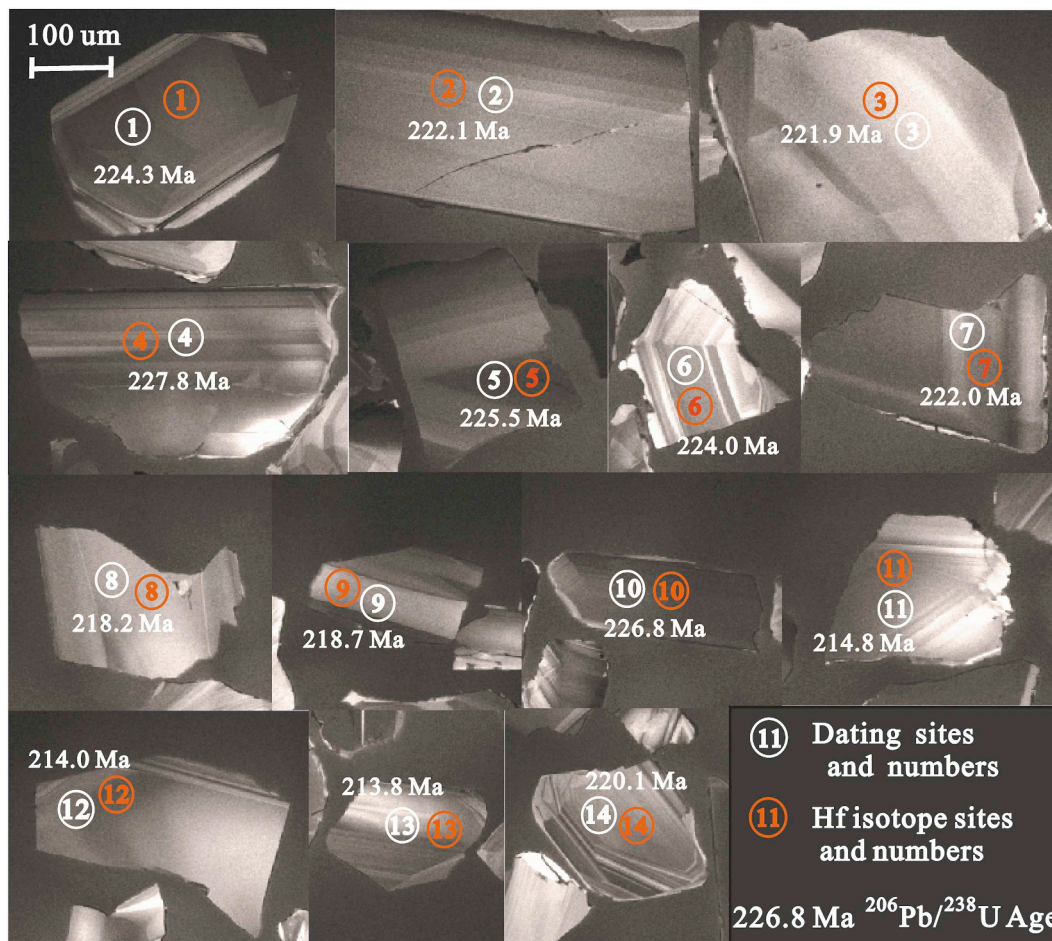 100 um
1
1
224.3 Ma
2
2
222.1 Ma
3
221.9 Ma 3
4
4
227.8 Ma
5
5
225.5 Ma
6
6
224.0 Ma
7
7
222.0 Ma
8
8
218.2 Ma
9
9
218.7 Ma
10
10
226.8 Ma
11
11
214.8 Ma
214.0 Ma
12
12
213.8 Ma
13
13
220.1 Ma
14
14
11 Dating sites
and numbers
11 Hf isotope sites
and numbers
226.8 Ma ²⁰⁶Pb/²³⁸U Age